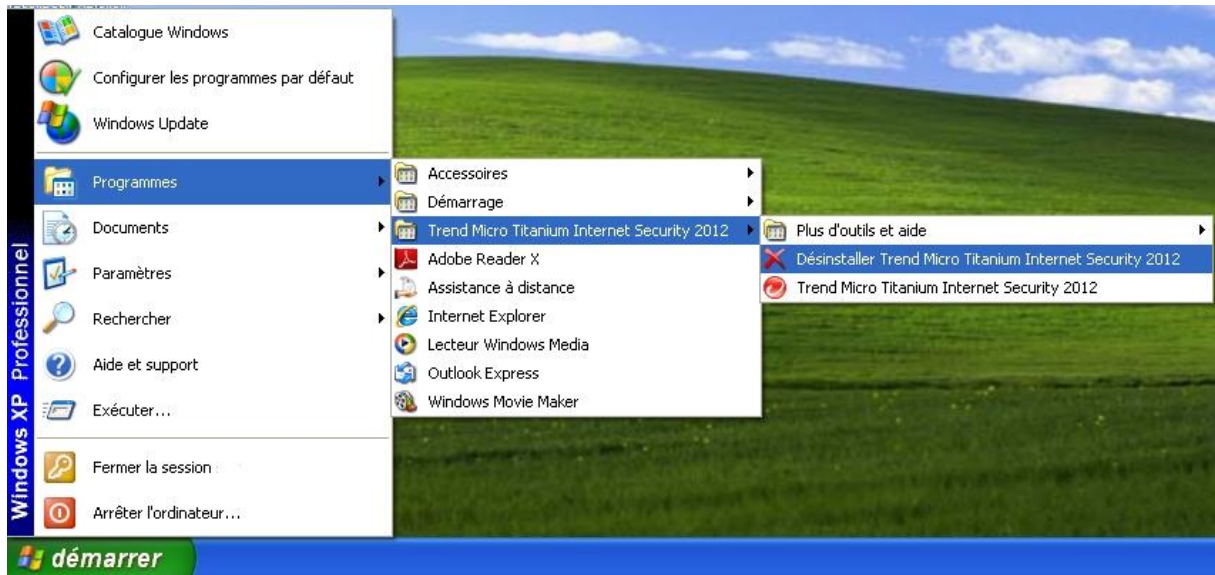 Catalogue Windows
Configurer les programmes par défaut
Windows Update
Programmes
Documents
Paramètres
Rechercher
Aide et support
Exécuter...
Fermer la session
Arrêter l'ordinateur...
Windows XP Professionnel
démarrer
Accessoires
Démarrage
Trend Micro Titanium Internet Security 2012
Adobe Reader X
Assistance à distance
Internet Explorer
Lecteur Windows Media
Outlook Express
Windows Movie Maker
Plus d'outils et aide
Désinstaller Trend Micro Titanium Internet Security 2012
Trend Micro Titanium Internet Security 2012